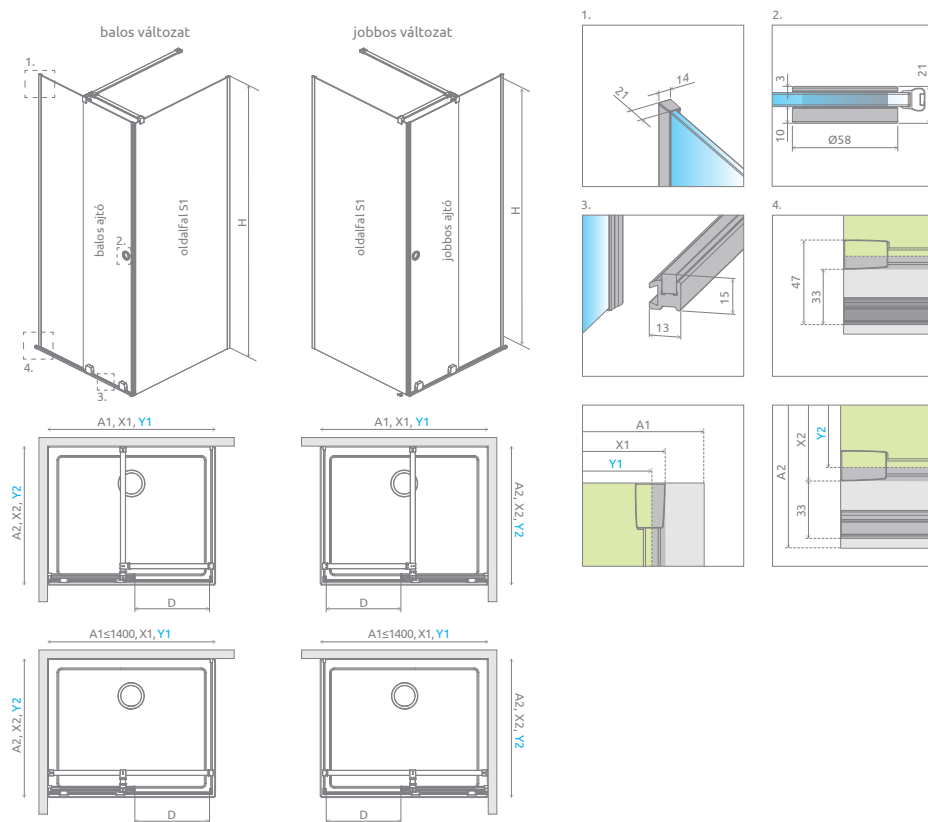 balos változat
jobbos változat
1.
balos ajtó
2.
oldalfal S1
H
4.
3.
oldalfal S1
jobbos ajtó
H
A1, X1, Y1
A2, X2, Y2
D
A1, X1, Y1
A2, X2, Y2
D
A1≤1400, X1, Y1
A2, X2, Y2
D
A1≤1400, X1, Y1
A2, X2, Y2
D
1.
14
21
2.
3
21
10
Ø58
3.
15
13
4.
47
33
A1
X1
Y1
A2
X2
Y2
33